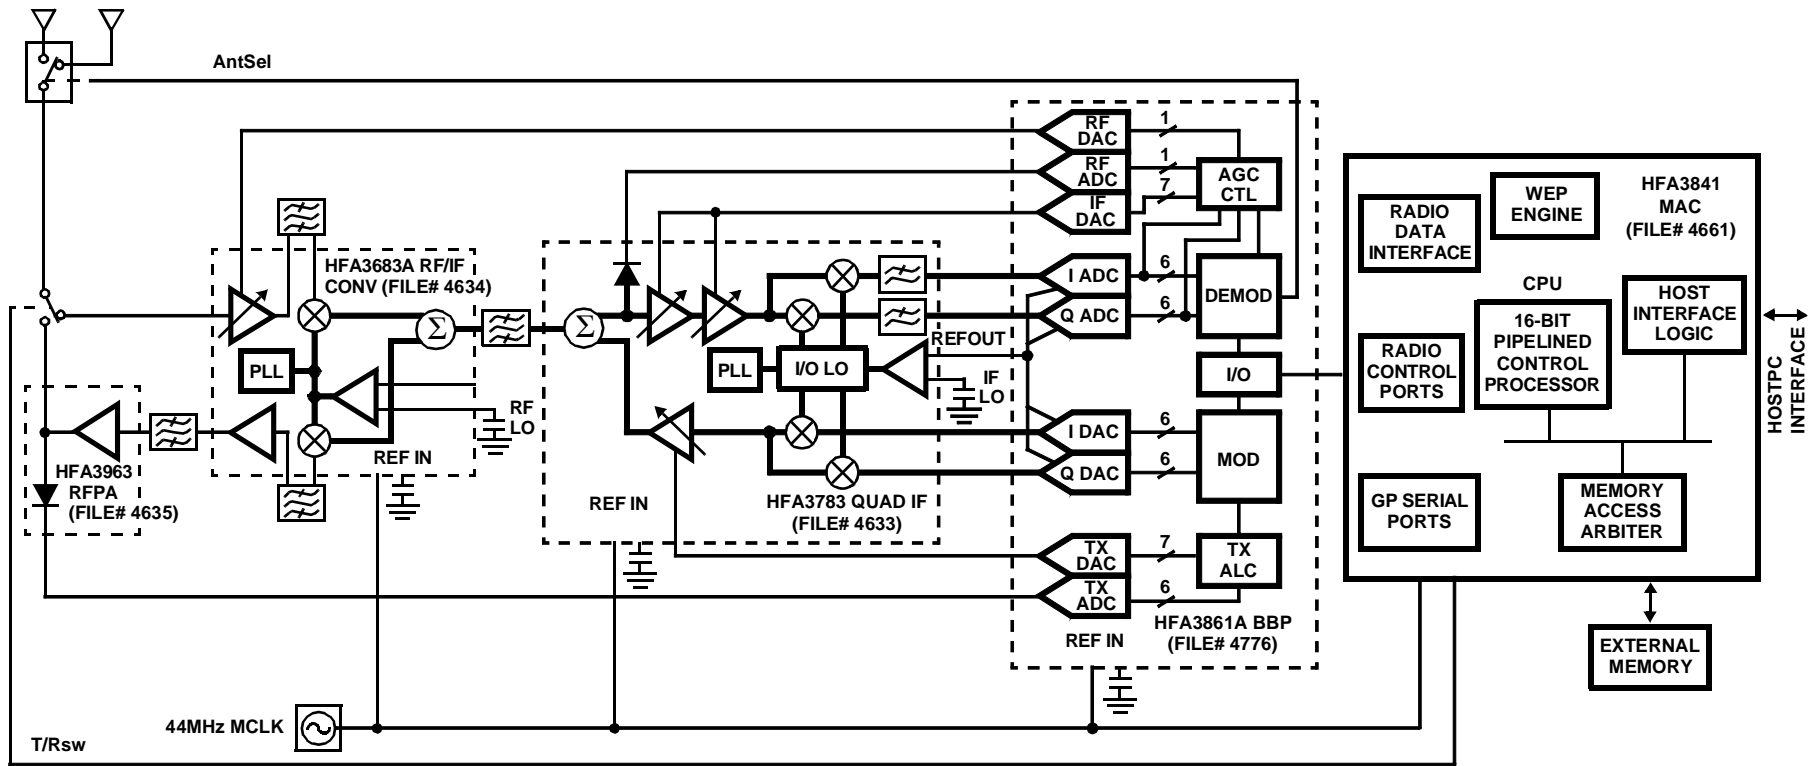 AntSel
RF
DAC
1
RF
ADC
1
IF
DAC
7
AGC
CTL
HFA3683A RF/IF
CONV (FILE# 4634)
Σ
PLL
RF
LO
REF IN
HFA3963
RFPA
(FILE# 4635)
Σ
PLL
I/O LO
REFOUT
IF
LO
REF IN
HFA3783 QUAD IF
(FILE# 4633)
I ADC
6
Q ADC
6
DEMOD
I/O
I DAC
6
Q DAC
6
MOD
TX
DAC
7
TX
ADC
6
TX
ALC
HFA3861A BBP
(FILE# 4776)
REF IN
RADIO
DATA
INTERFACE
WEP
ENGINE
HFA3841
MAC
(FILE# 4661)
CPU
16-BIT
PIPELINED
CONTROL
PROCESSOR
HOST
INTERFACE
LOGIC
RADIO
CONTROL
PORTS
GP SERIAL
PORTS
MEMORY
ACCESS
ARBITER
HOSTPC
INTERFACE
EXTERNAL
MEMORY
44MHz MCLK
T/Rsw